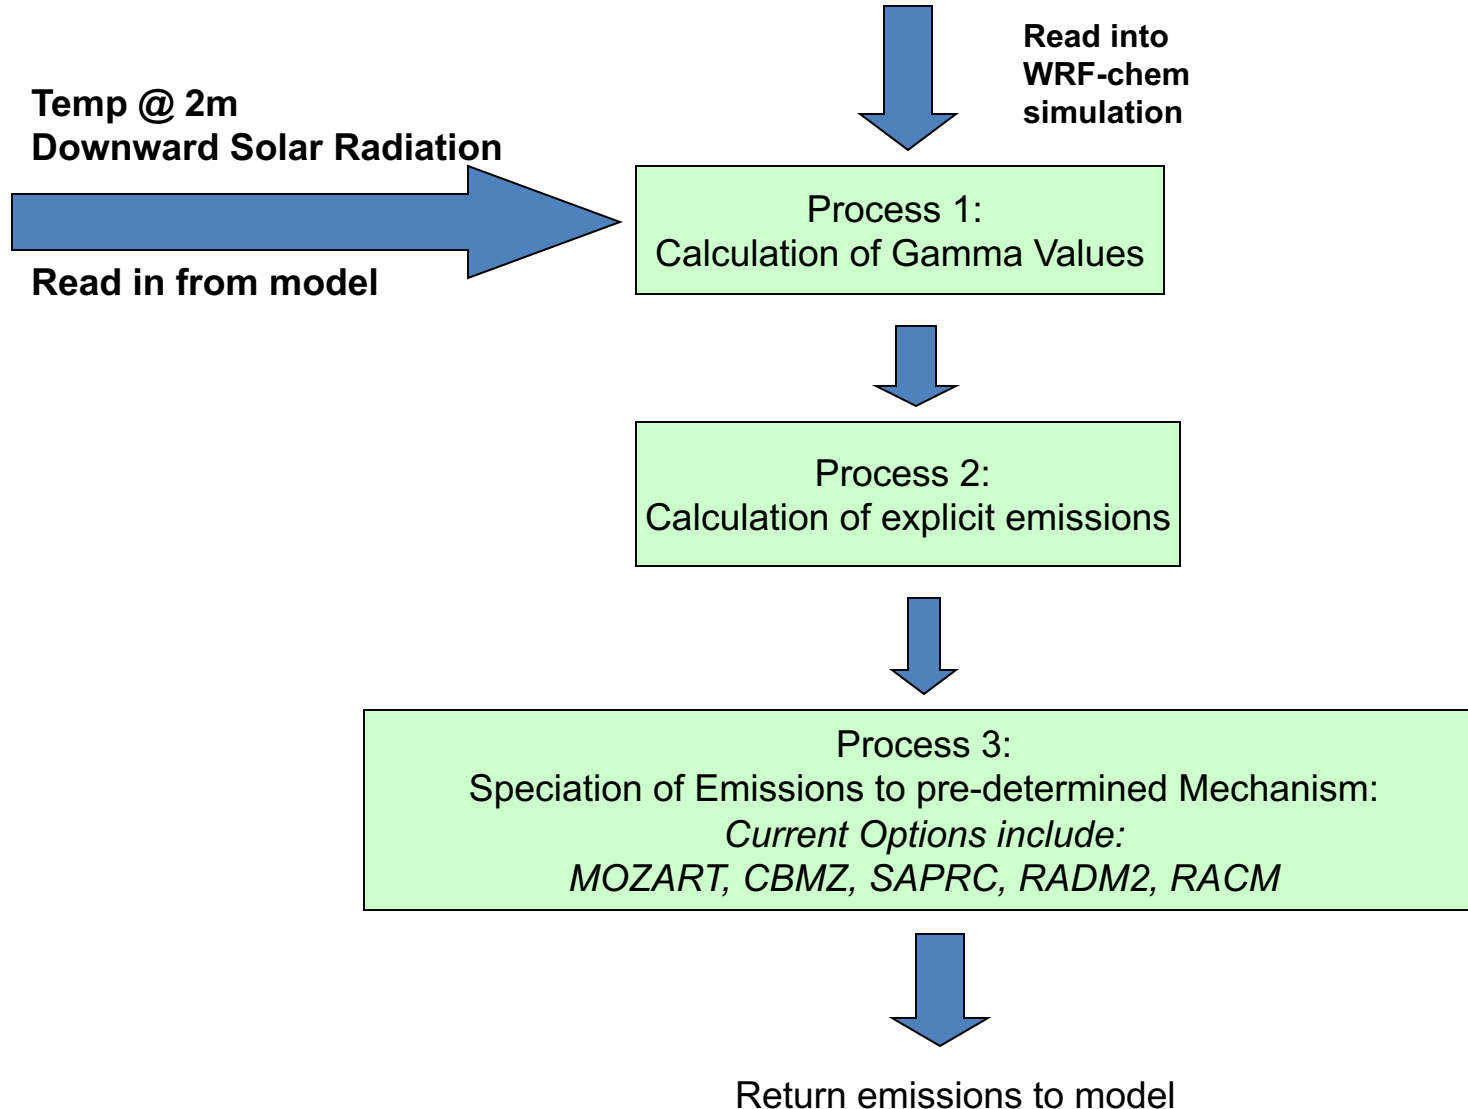 Read into
WRF-chem
simulation
Temp @ 2m
Downward Solar Radiation
Read in from model
Process 1:
Calculation of Gamma Values
Process 2:
Calculation of explicit emissions
Process 3:
Speciation of Emissions to pre-determined Mechanism:
Current Options include:
MOZART, CBMZ, SAPRC, RADM2, RACM
Return emissions to model